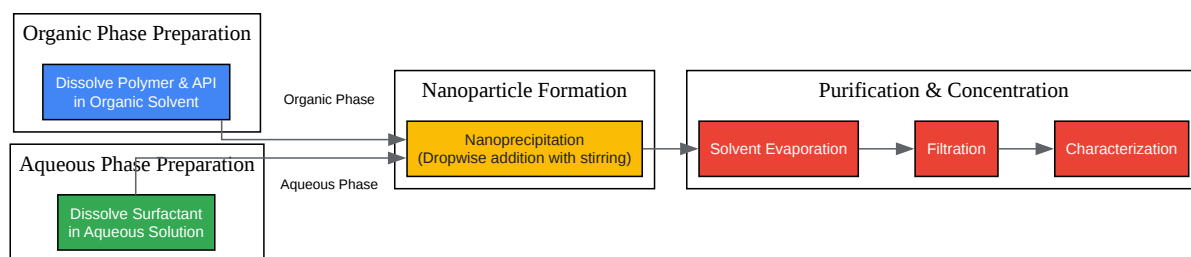 Organic Phase Preparation
Dissolve Polymer & API
in Organic Solvent
Aqueous Phase Preparation
Dissolve Surfactant
in Aqueous Solution
Organic Phase
Aqueous Phase
Nanoparticle Formation
Nanoprecipitation
(Dropwise addition with stirring)
Purification & Concentration
Solvent Evaporation
Filtration
Characterization